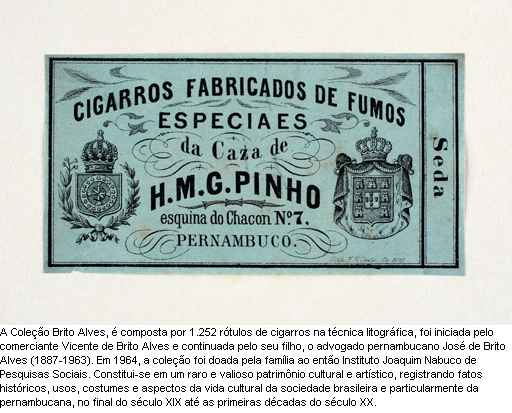 CIGARROS FABRICADOS DE FUMOS
ESPECIAES
da Caza de
H.M.G.PINHO
esquina do Chacon Nº7.
PERNAMBUCO.
Seda
A Coleção Brito Alves, é composta por 1.252 rótulos de cigarros na técnica litográfica, foi iniciada pelo
comerciante Vicente de Brito Alves e continuada pelo seu filho, o advogado pernambucano José de Brito
Alves (1887-1963). Em 1964, a coleção foi doada pela família ao então Instituto Joaquim Nabuco de
Pesquisas Sociais. Constitui-se em um raro e valioso patrimônio cultural e artístico, registrando fatos
históricos, usos, costumes e aspectos da vida cultural da sociedade brasileira e particularmente da
pernambucana, no final do século XIX até as primeiras décadas do século XX.